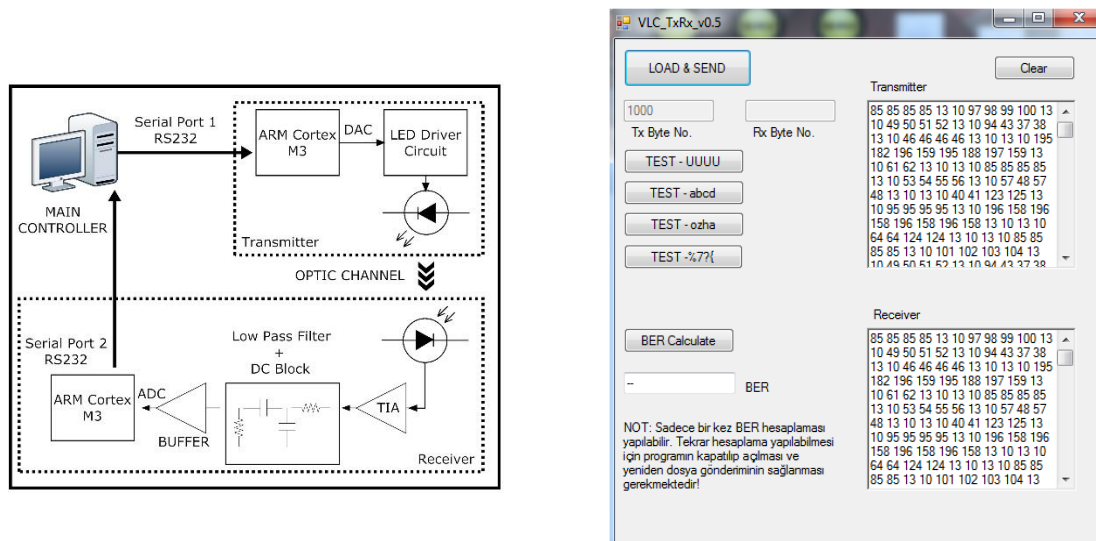 Serial Port 1
RS232
MAIN
CONTROLLER
ARM Cortex
M3
DAC
LED Driver
Circuit
Transmitter
OPTIC CHANNEL
Serial Port 2
RS232
Low Pass Filter
+
DC Block
ARM Cortex
M3
ADC
BUFFER
TIA
Receiver
VLC_TxRx_v0.5
LOAD & SEND
Clear
1000
Tx Byte No.
Rx Byte No.
TEST - UUUU
TEST - abcd
TEST - ozha
TEST -%7?{
Transmitter
85 85 85 85 13 10 97 98 99 100 13
10 49 50 51 52 13 10 94 43 37 38
13 10 46 46 46 46 13 10 13 10 195
182 196 159 195 188 197 159 13
10 61 62 13 10 13 10 85 85 85 85
13 10 53 54 55 56 13 10 57 48 57
48 13 10 13 10 40 41 123 125 13
10 95 95 95 95 13 10 196 158 196
158 196 158 196 158 13 10 13 10
64 64 124 124 13 10 13 10 85 85
85 85 13 10 101 102 103 104 13
10 49 50 51 52 13 10 94 43 37 38
BER Calculate
--
BER
NOT: Sadece bir kez BER hesaplaması
yapılabilir. Tekrar hesaplama yapılabilmesi
için programın kapatılıp açılması ve
yeniden dosya gönderiminin sağlanması
gerekmektedir!
Receiver
85 85 85 85 13 10 97 98 99 100 13
10 49 50 51 52 13 10 94 43 37 38
13 10 46 46 46 46 13 10 13 10 195
182 196 159 195 188 197 159 13
10 61 62 13 10 13 10 85 85 85 85
13 10 53 54 55 56 13 10 57 48 57
48 13 10 13 10 40 41 123 125 13
10 95 95 95 95 13 10 196 158 196
158 196 158 196 158 13 10 13 10
64 64 124 124 13 10 13 10 85 85
85 85 13 10 101 102 103 104 13